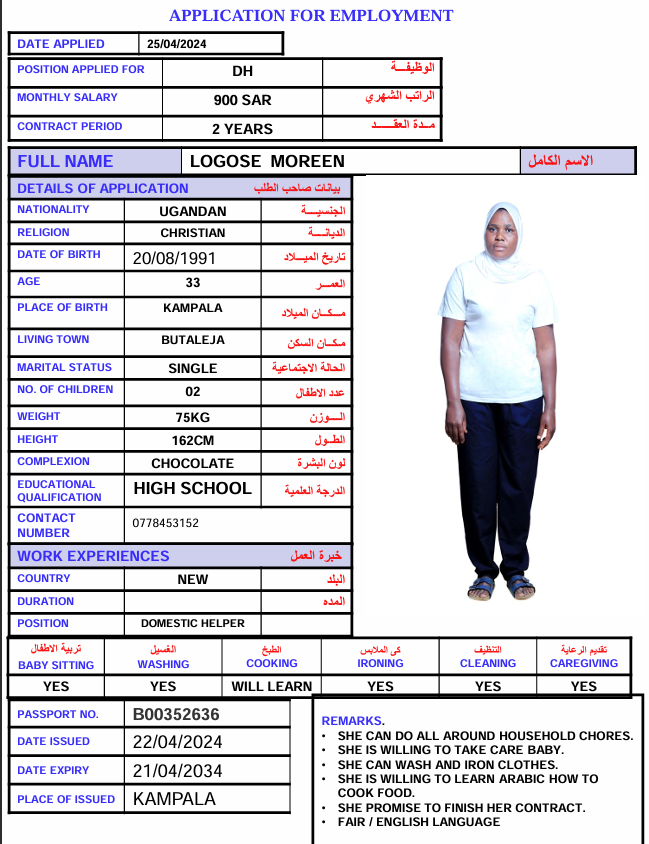 APPLICATION FOR EMPLOYMENT
DATE APPLIED 25/04/2024
POSITION APPLIED FOR DH الوظيفـــة
MONTHLY SALARY 900 SAR الراتب الشهري
CONTRACT PERIOD 2 YEARS مـدة العقـــد
FULL NAME LOGOSE MOREEN الاسم الكامل
DETAILS OF APPLICATION بيانات صاحب الطلب
NATIONALITY UGANDAN الجنسيـــة
RELIGION CHRISTIAN الديانـــة
DATE OF BIRTH 20/08/1991 تاريخ الميـــلاد
AGE 33 العمـــر
PLACE OF BIRTH KAMPALA مـكـان الميلاد
LIVING TOWN BUTALEJA مـكـان السكن
MARITAL STATUS SINGLE الحالة الاجتماعية
NO. OF CHILDREN 02 عدد الاطفال
WEIGHT 75KG الــوزن
HEIGHT 162CM الطـول
COMPLEXION CHOCOLATE لون البشرة
EDUCATIONAL QUALIFICATION HIGH SCHOOL الدرجة العلمية
CONTACT NUMBER 0778453152
WORK EXPERIENCES خبرة العمل
COUNTRY NEW البلد
DURATION المده
POSITION DOMESTIC HELPER
تربية الاطفال الغسيل الطبخ كى الملابس التنظيف تقديم الرعاية
BABY SITTING WASHING COOKING IRONING CLEANING CAREGIVING
YES YES WILL LEARN YES YES YES
PASSPORT NO. B00352636
DATE ISSUED 22/04/2024
DATE EXPIRY 21/04/2034
PLACE OF ISSUED KAMPALA
REMARKS.
• SHE CAN DO ALL AROUND HOUSEHOLD CHORES.
• SHE IS WILLING TO TAKE CARE BABY.
• SHE CAN WASH AND IRON CLOTHES.
• SHE IS WILLING TO LEARN ARABIC HOW TO
COOK FOOD.
• SHE PROMISE TO FINISH HER CONTRACT.
• FAIR / ENGLISH LANGUAGE